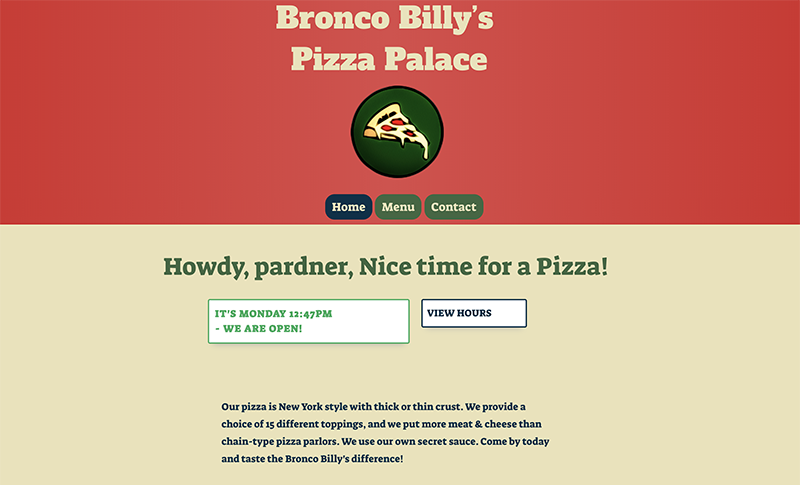 Bronco Billy’s
Pizza Palace
Home Menu Contact
Howdy, pardner, Nice time for a Pizza!
IT'S MONDAY 12:47PM
- WE ARE OPEN!
VIEW HOURS
Our pizza is New York style with thick or thin crust. We provide a
choice of 15 different toppings, and we put more meat & cheese than
chain-type pizza parlors. We use our own secret sauce. Come by today
and taste the Bronco Billy's difference!